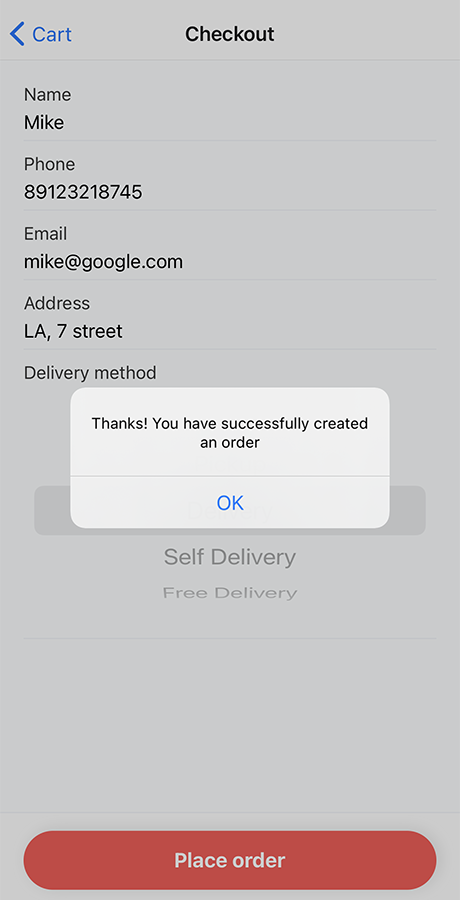 Cart
Checkout
Name
Mike
Phone
89123218745
Email
mike@google.com
Address
LA, 7 street
Delivery method
Thanks! You have successfully created
an order
OK
Self Delivery
Free Delivery
Place order